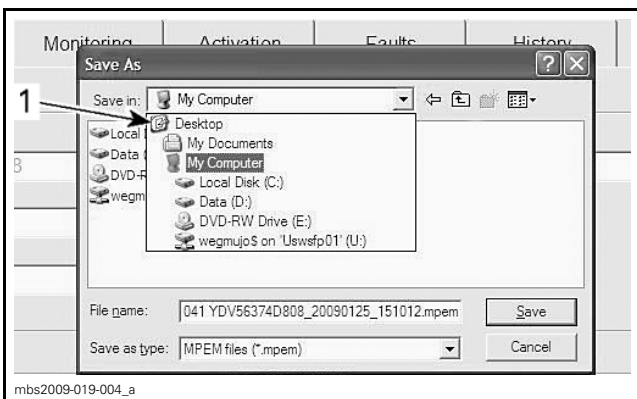 Monitoring Activation Faults History
Save As
1
Save in: My Computer
Desktop
My Documents
My Computer
Local Disk (C:)
Data (D:)
DVD-RW Drive (E:)
wegmujo$ on 'Uswsfp01' (U:)
Local
Data
DVD-R
wegm
File name: 041 YDV56374D808_20090125_151012.mpem Save
Save as type: MPEM files (*.mpem) Cancel
mbs2009-019-004_a